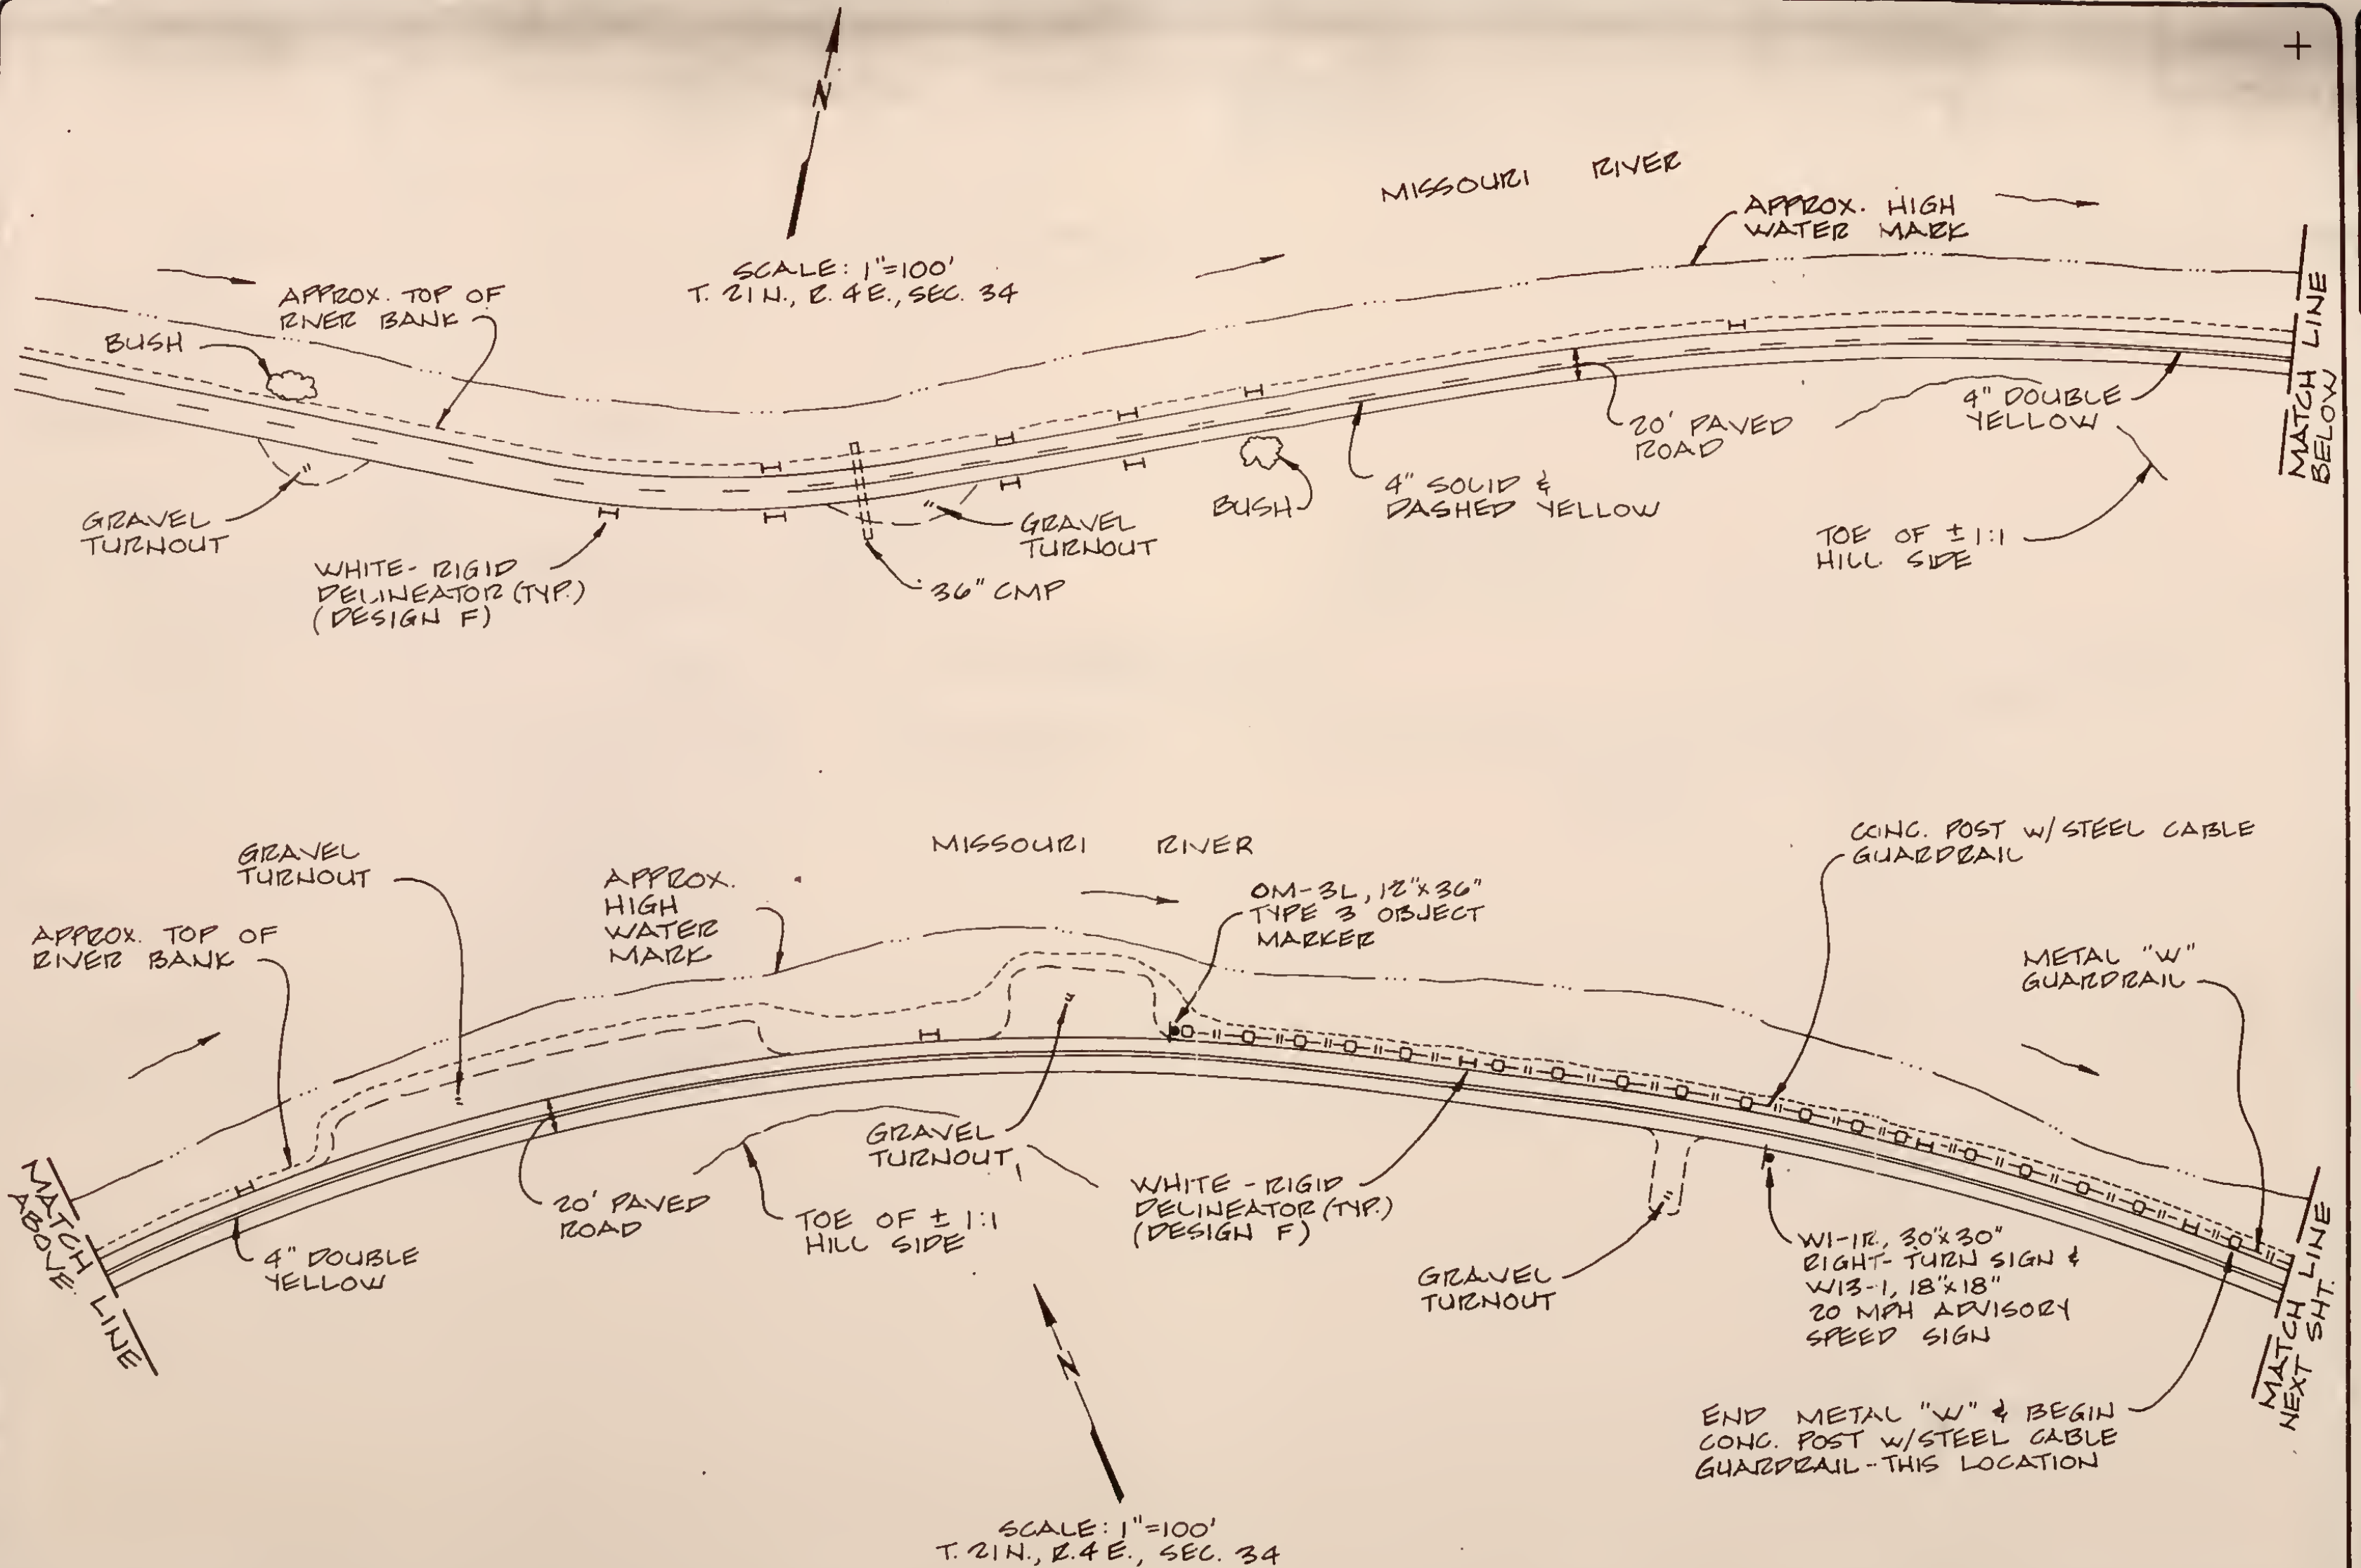 N
SCALE: 1"=100'
T. 21N., R. 4E., SEC. 34
MISSOURI RIVER
APPROX. HIGH
WATER MARK
APPROX. TOP OF
RIVER BANK
BUSH
GRAVEL
TURNOUT
WHITE-RIGID
DELINEATOR (TYP.)
(DESIGN F)
36" CMP
GRAVEL
TURNOUT
BUSH
4" SOLID &
DASHED YELLOW
20' PAVED
ROAD
4" DOUBLE
YELLOW
TOE OF ± 1:1
HILL SIDE
MATCH LINE
BELOW
MISSOURI RIVER
GRAVEL
TURNOUT
APPROX. TOP OF
RIVER BANK
APPROX.
HIGH
WATER
MARK
OM-3L, 12"X36"
TYPE 3 OBJECT
MARKER
CONC. POST W/STEEL CABLE
GUARDRAIL
METAL "W"
GUARDRAIL
MATCH LINE
ABOVE
4" DOUBLE
YELLOW
20' PAVED
ROAD
TOE OF ± 1:1
HILL SIDE
GRAVEL
TURNOUT
WHITE-RIGID
DELINEATOR (TYP.)
(DESIGN F)
GRAVEL
TURNOUT
W1-1R, 30"X30"
RIGHT-TURN SIGN &
W13-1, 18"X18"
20 MPH ADVISORY
SPEED SIGN
END METAL "W" & BEGIN
CONC. POST W/STEEL CABLE
GUARDRAIL-THIS LOCATION
MATCH LINE
NEXT SHT.
N
SCALE: 1"=100'
T. 21N., R.4E., SEC. 34